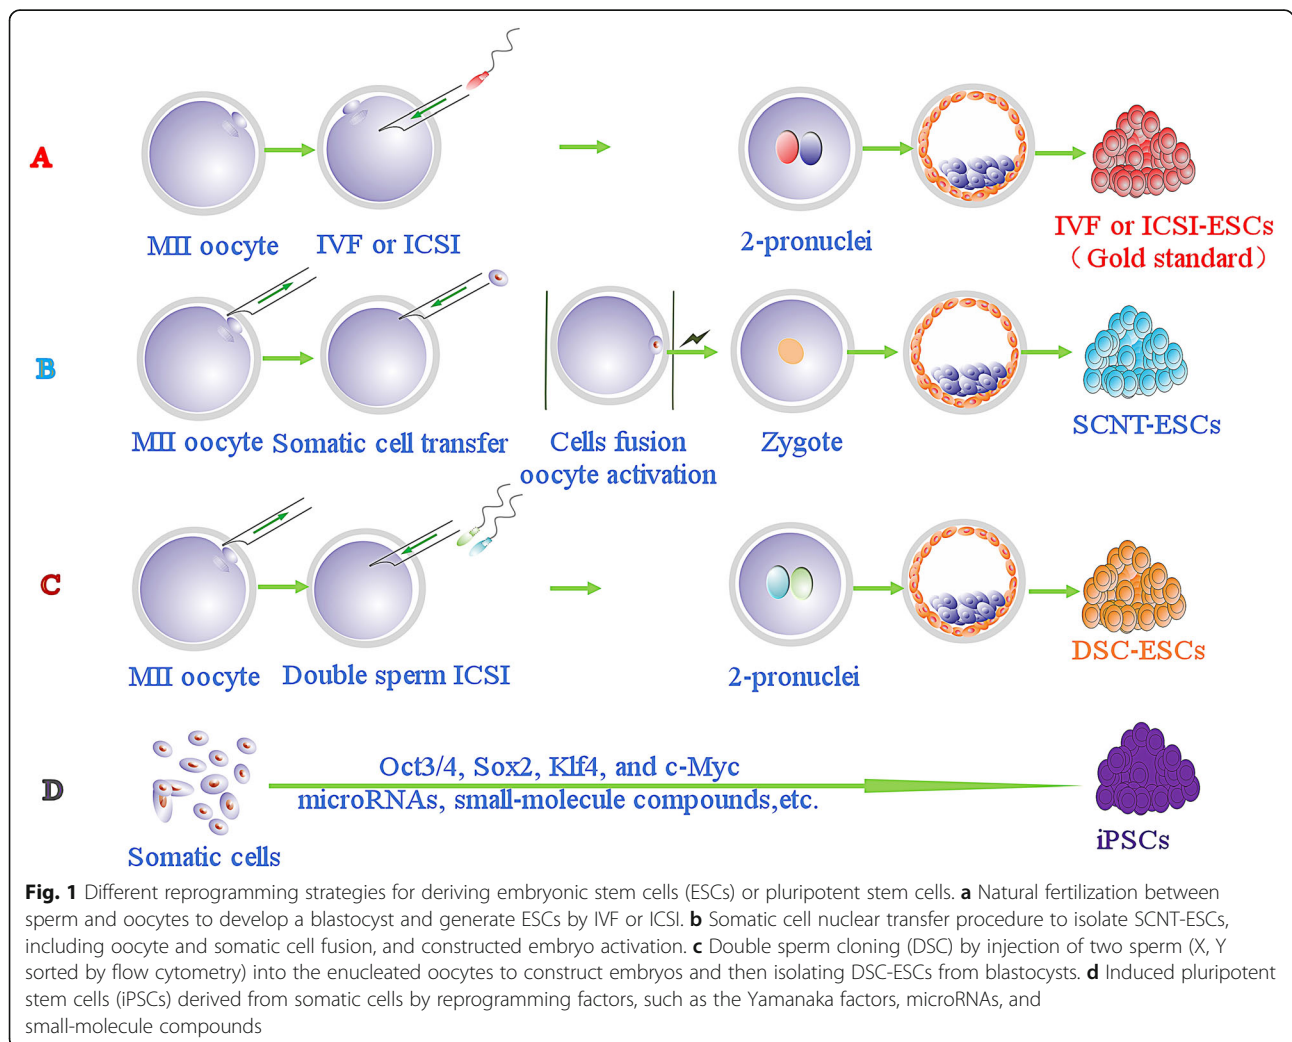 A
MII oocyte
IVF or ICSI
2-pronuclei
IVF or ICSI-ESCs
（Gold standard）
B
MII oocyte
Somatic cell transfer
Cells fusion
oocyte activation
Zygote
SCNT-ESCs
C
MII oocyte
Double sperm ICSI
2-pronuclei
DSC-ESCs
D
Somatic cells
Oct3/4, Sox2, Klf4, and c-Myc
microRNAs, small-molecule compounds,etc.
iPSCs
Fig. 1 Different reprogramming strategies for deriving embryonic stem cells (ESCs) or pluripotent stem cells. a Natural fertilization between
sperm and oocytes to develop a blastocyst and generate ESCs by IVF or ICSI. b Somatic cell nuclear transfer procedure to isolate SCNT-ESCs,
including oocyte and somatic cell fusion, and constructed embryo activation. c Double sperm cloning (DSC) by injection of two sperm (X, Y
sorted by flow cytometry) into the enucleated oocytes to construct embryos and then isolating DSC-ESCs from blastocysts. d Induced pluripotent
stem cells (iPSCs) derived from somatic cells by reprogramming factors, such as the Yamanaka factors, microRNAs, and
small-molecule compounds